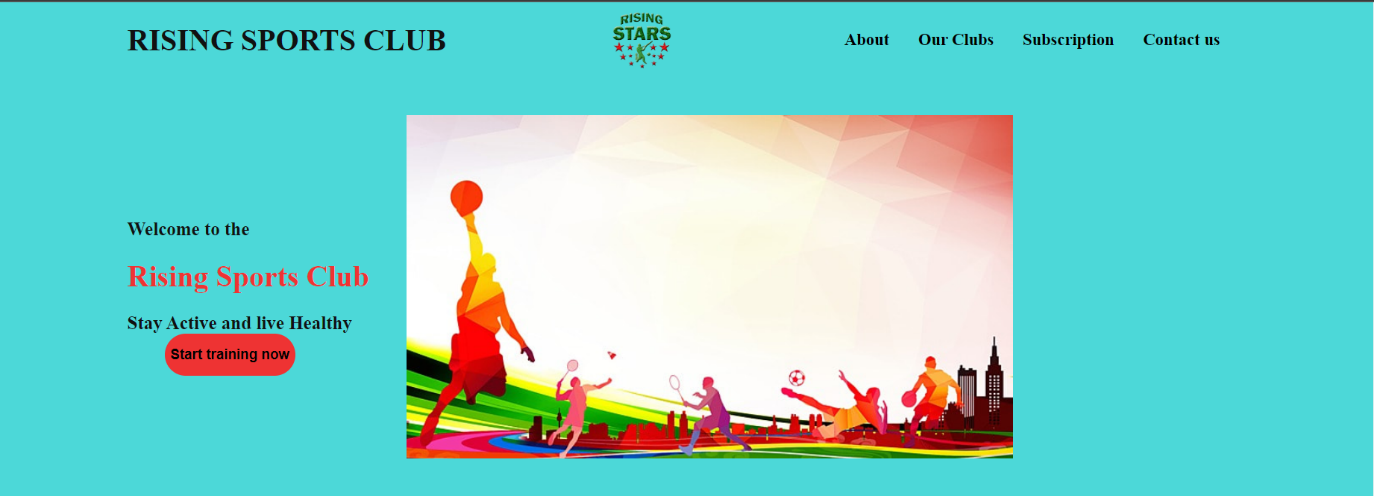 RISING SPORTS CLUB
RISING
STARS
About
Our Clubs
Subscription
Contact us
Welcome to the
Rising Sports Club
Stay Active and live Healthy
Start training now